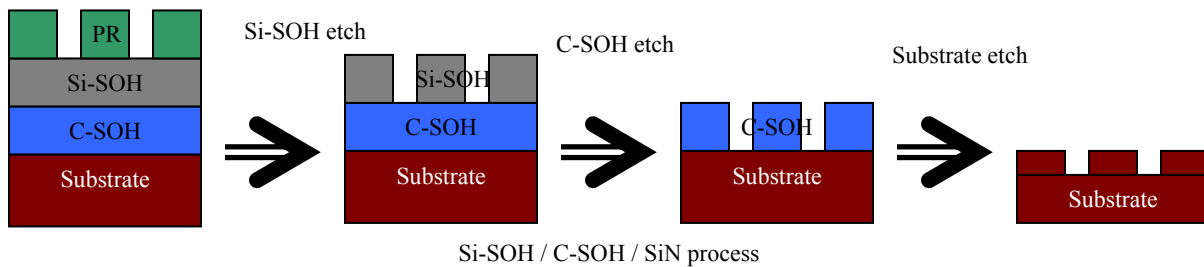 PR
Si-SOH
C-SOH
Substrate
Si-SOH etch
Si-SOH
C-SOH
Substrate
C-SOH etch
C-SOH
Substrate
Substrate etch
Substrate
Si-SOH / C-SOH / SiN process